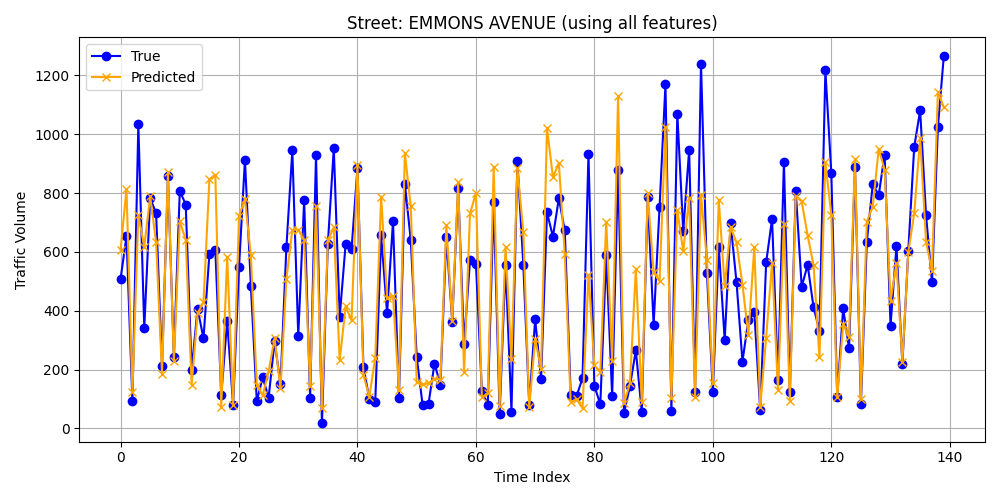 Street: EMMONS AVENUE (using all features)
True
Predicted
Traffic Volume
1200
1000
800
600
400
200
0
0 20 40 60 80 100 120 140
Time Index